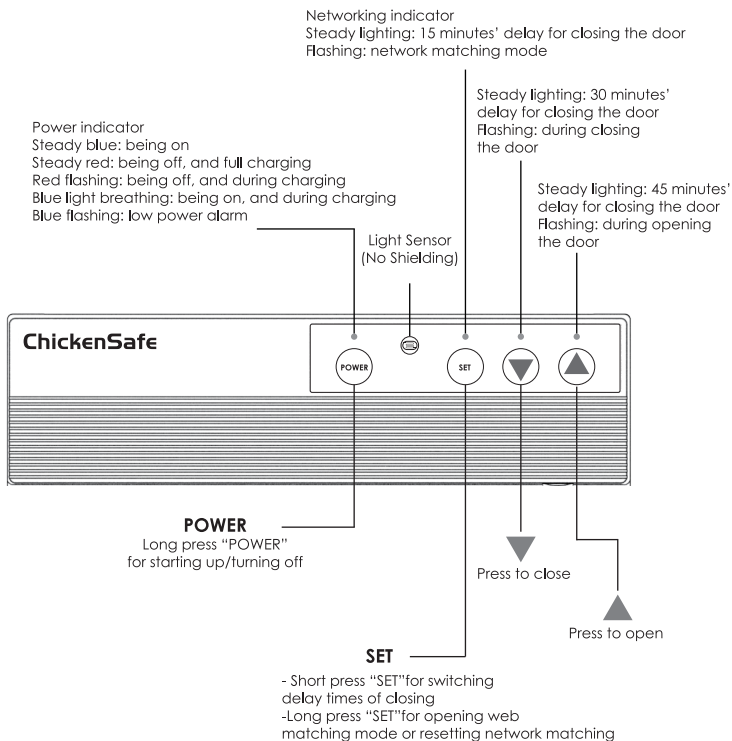 Networking indicator
Steady lighting: 15 minutes' delay for closing the door
Flashing: network matching mode
Steady lighting: 30 minutes'
delay for closing the door
Flashing: during closing
the door
Power indicator
Steady blue: being on
Steady red: being off, and full charging
Red flashing: being off, and during charging
Blue light breathing: being on, and during charging
Blue flashing: low power alarm
Steady lighting: 45 minutes'
delay for closing the door
Flashing: during opening
the door
Light Sensor
(No Shielding)
ChickenSafe
POWER
SET
POWER
Long press “POWER”
for starting up/turning off
Press to close
Press to open
SET
- Short press “SET”for switching
delay times of closing
-Long press “SET”for opening web
matching mode or resetting network matching